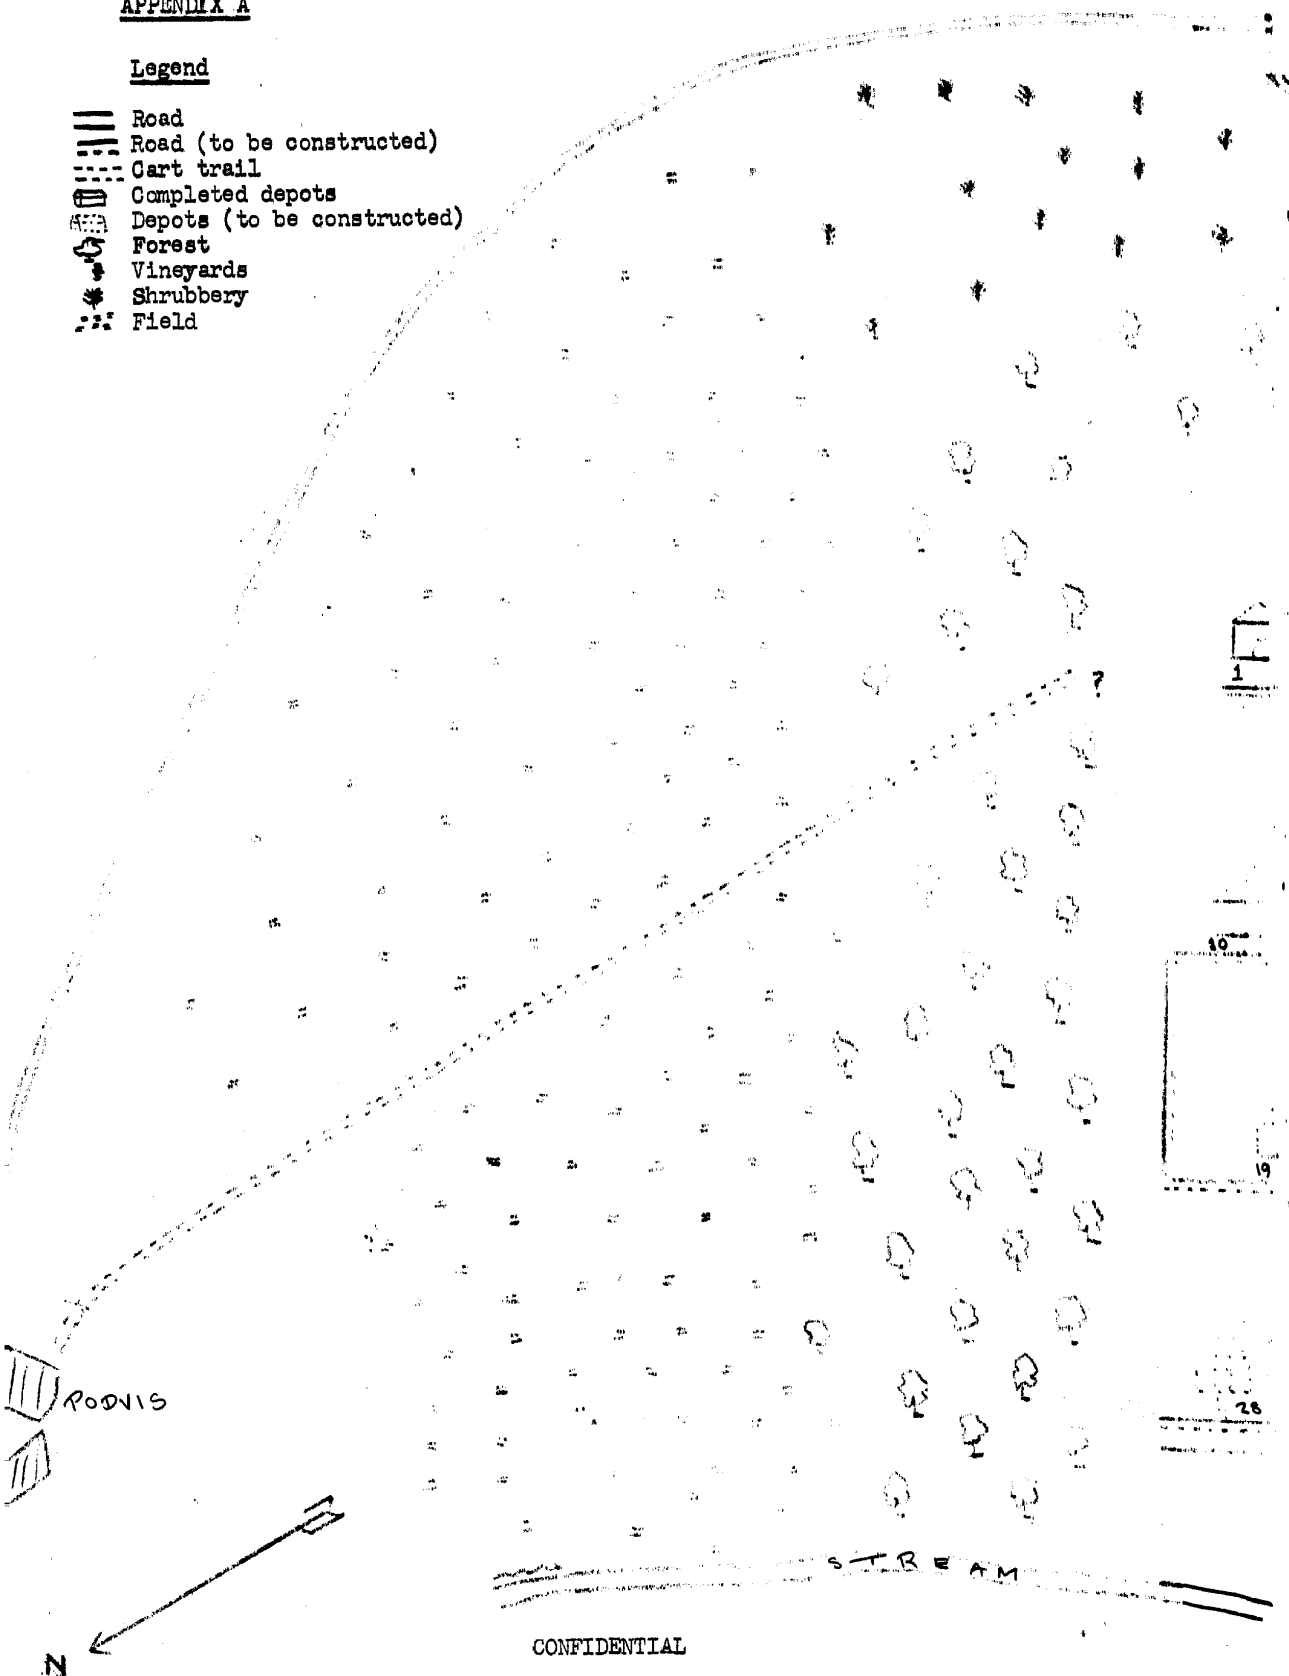 APPENDIX A
Legend
Road
Road (to be constructed)
Cart trail
Completed depots
Depots (to be constructed)
Forest
Vineyards
Shrubbery
Field
?
1
10
19
PODVIS
28
STREAM
CONFIDENTIAL
N